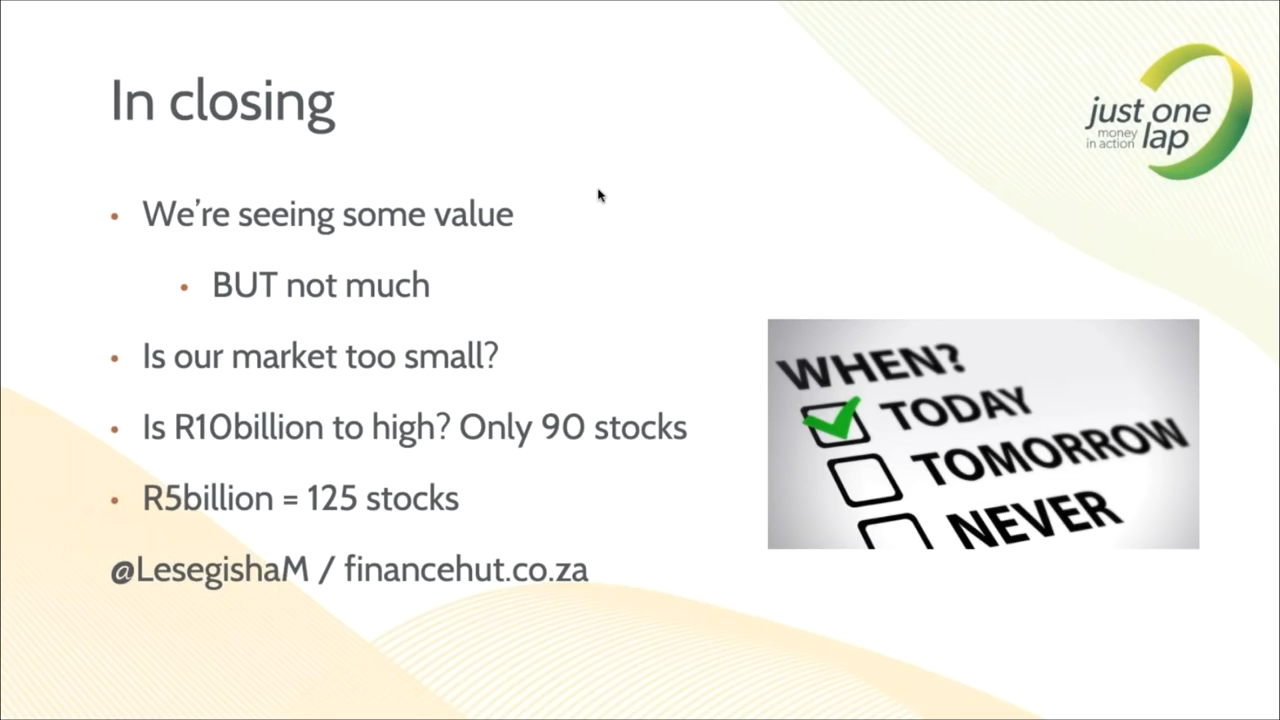 In closing
just one
money
in action lap
• We're seeing some value
• BUT not much
• Is our market too small?
• Is R10billion to high? Only 90 stocks
• R5billion = 125 stocks
@LesegishaM / financehut.co.za
WHEN?
TODAY
TOMORROW
NEVER